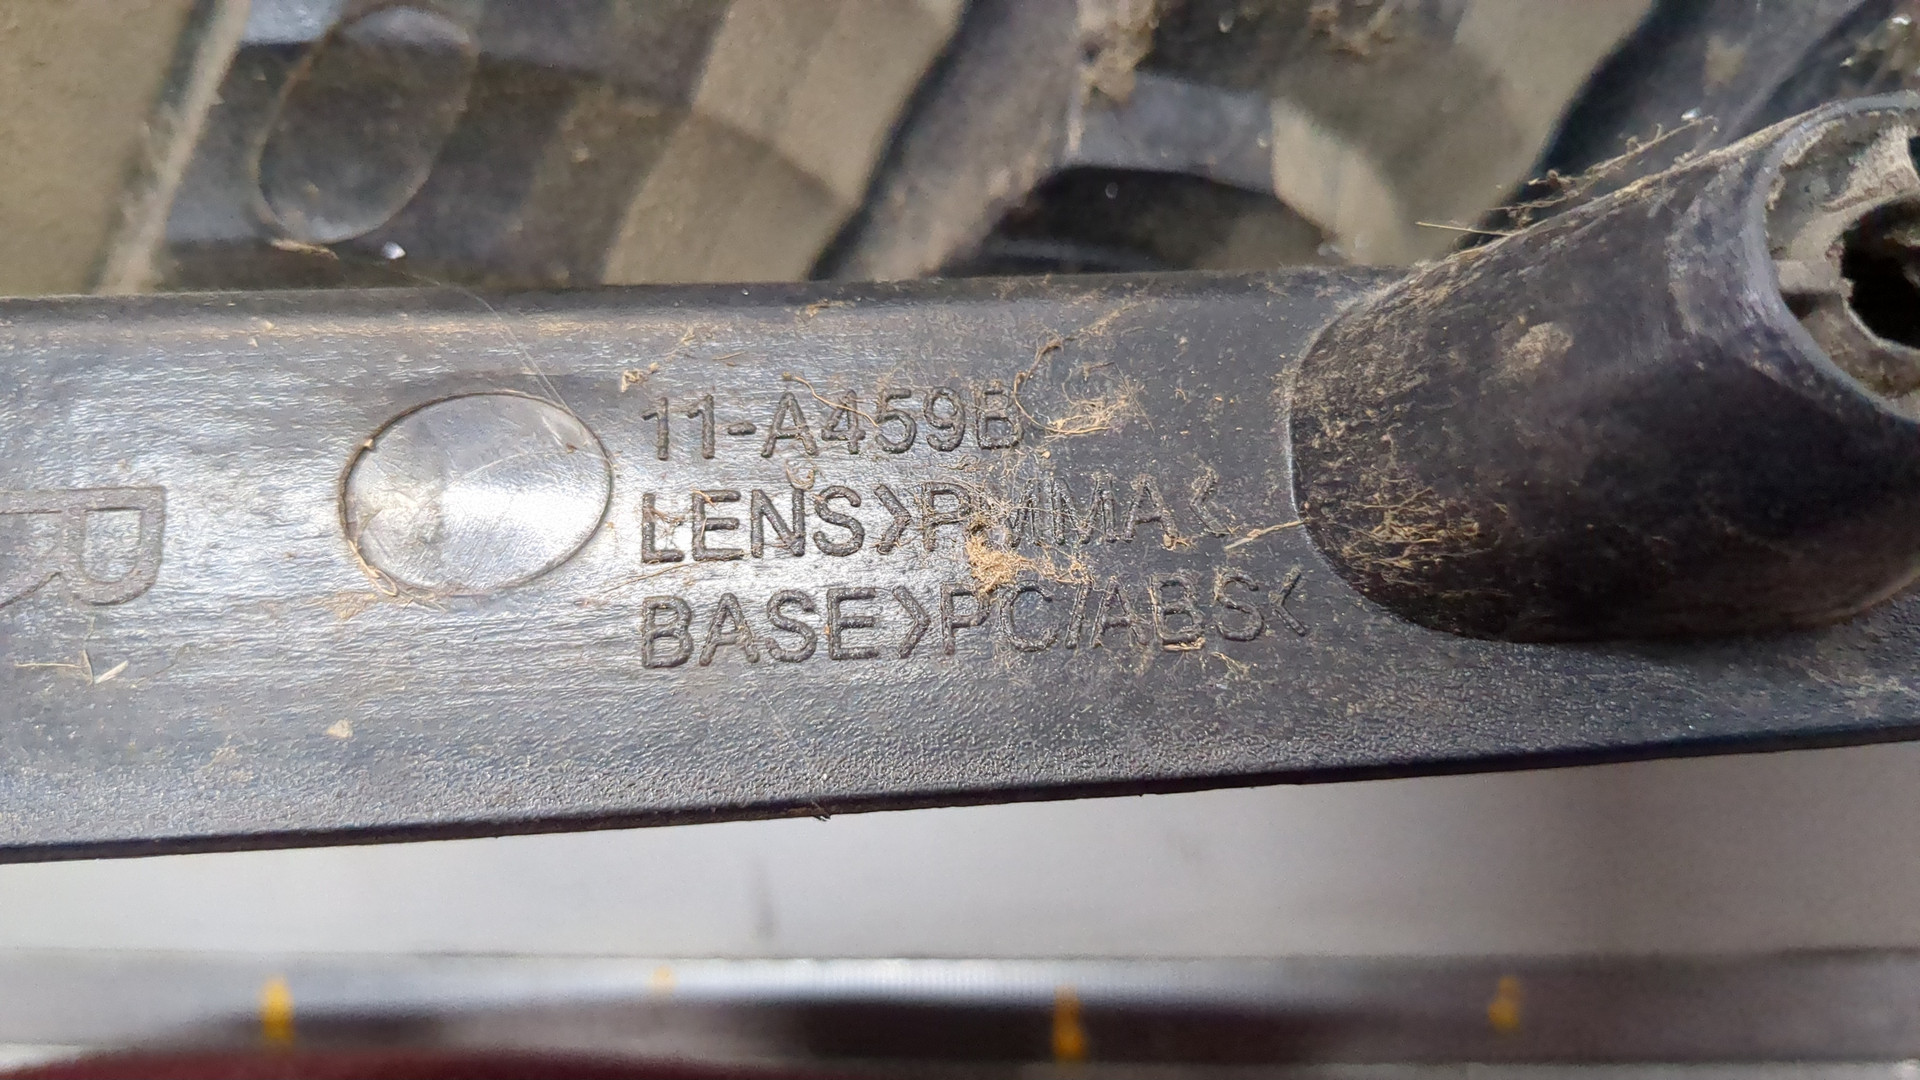 R
11-A459B
LENS>PMMA<
BASE>PC/ABS<